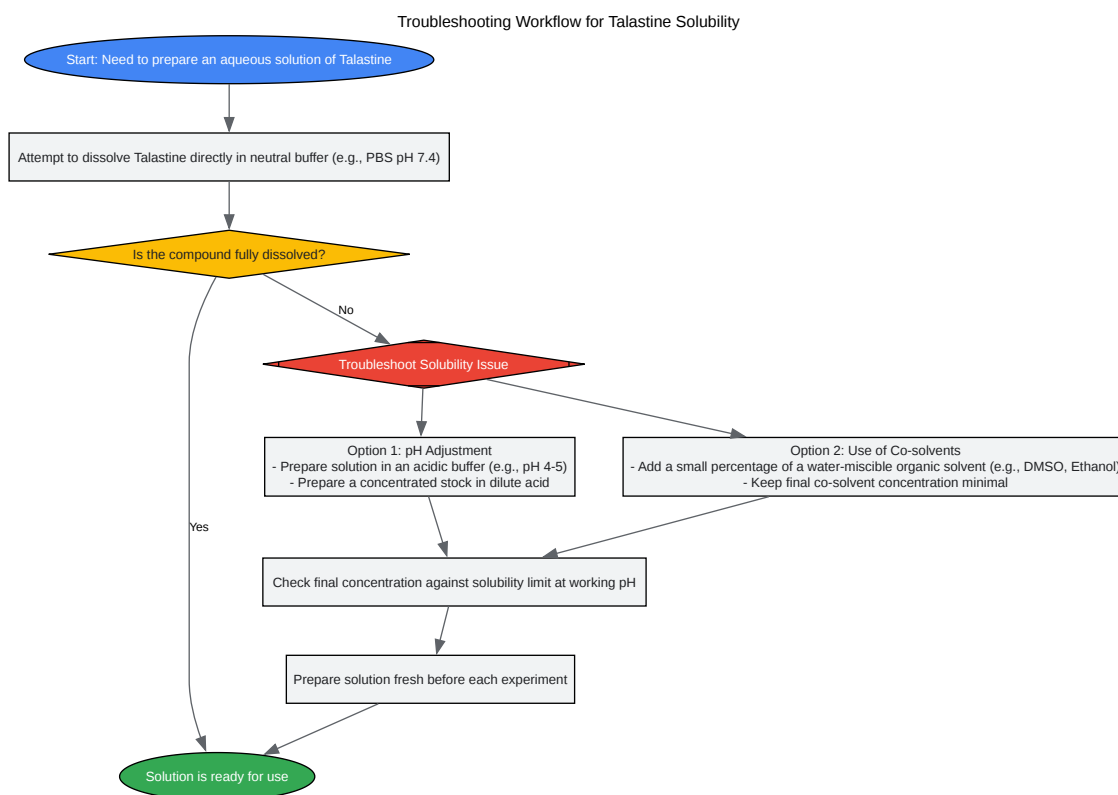 Troubleshooting Workflow for Talastine Solubility
Start: Need to prepare an aqueous solution of Talastine
Attempt to dissolve Talastine directly in neutral buffer (e.g., PBS pH 7.4)
Is the compound fully dissolved?
No
Troubleshoot Solubility Issue
Option 1: pH Adjustment
- Prepare solution in an acidic buffer (e.g., pH 4-5)
- Prepare a concentrated stock in dilute acid
Option 2: Use of Co-solvents
- Add a small percentage of a water-miscible organic solvent (e.g., DMSO, Ethanol)
- Keep final co-solvent concentration minimal
Yes
Check final concentration against solubility limit at working pH
Prepare solution fresh before each experiment
Solution is ready for use